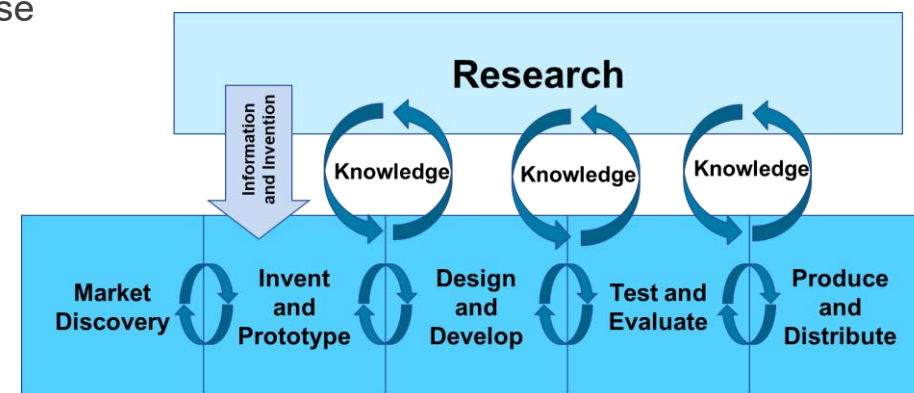 se
Research
Information
and Invention
Knowledge
Knowledge
Knowledge
Market
Discovery
Invent
and
Prototype
Design
and
Develop
Test and
Evaluate
Produce
and
Distribute